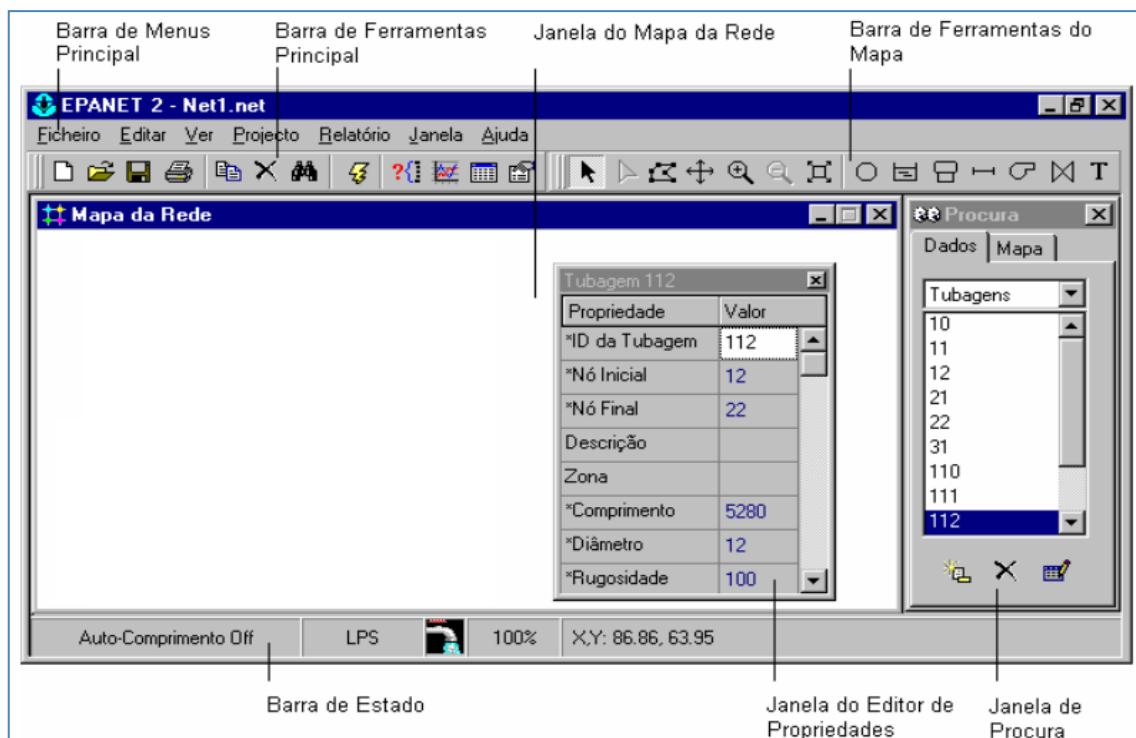 Barra de Menus Principal
Barra de Ferramentas Principal
Janela do Mapa da Rede
Barra de Ferramentas do Mapa
EPANET 2 - Net1.net
Ficheiro Editar Ver Projecto Relatório Janela Ajuda
T
Mapa da Rede
Procura
Dados Mapa
Tubagens
10
11
12
21
22
31
110
111
112
Tubagem 112
Propriedade Valor
*ID da Tubagem 112
*Nó Inicial 12
*Nó Final 22
Descrição
Zona
*Comprimento 5280
*Diâmetro 12
*Rugosidade 100
Auto-Comprimento Off LPS 100% X,Y: 86.86, 63.95
Barra de Estado
Janela do Editor de Propriedades
Janela de Procura